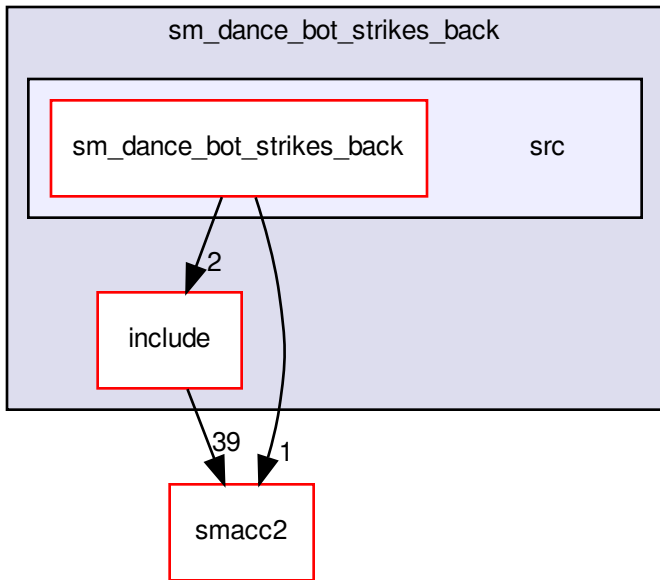 sm_dance_bot_strikes_back
sm_dance_bot_strikes_back
src
2
include
39
1
smacc2